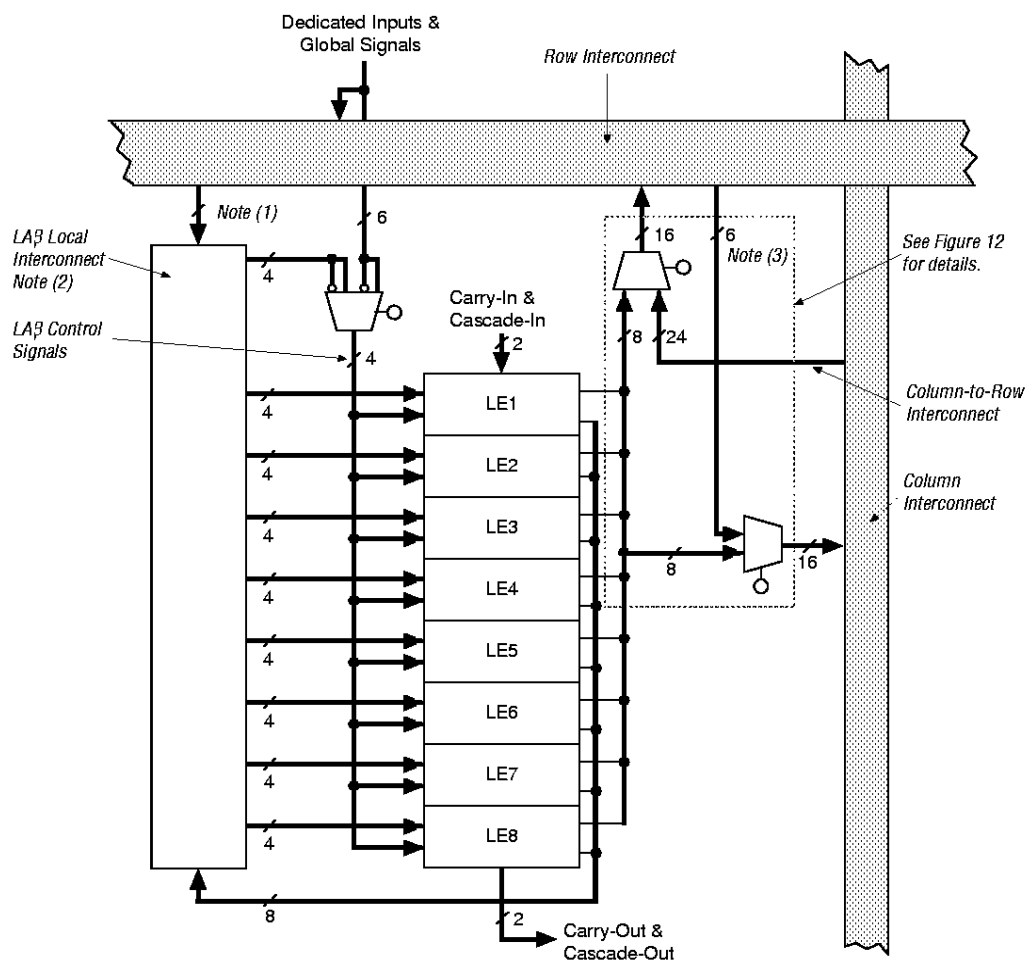 Dedicated Inputs &
Global Signals
Row Interconnect
Note (1)
6
16
6
LAβ Local
Interconnect
Note (2)
4
Note (3)
See Figure 12
for details.
Carry-In &
Cascade-In
8
24
LAβ Control
Signals
4
2
Column-to-Row
Interconnect
4
LE1
4
LE2
Column
Interconnect
4
LE3
4
LE4
8
16
4
LE5
4
LE6
4
LE7
4
LE8
8
2
Carry-Out &
Cascade-Out